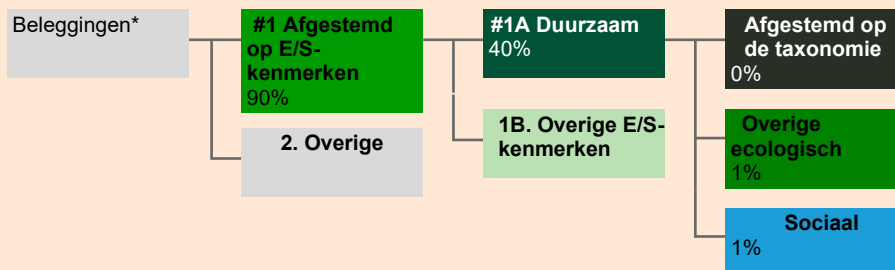 Beleggingen*
#1 Afgestemd
op E/S-
kenmerken
90%
2. Overige
#1A Duurzaam
40%
1B. Overige E/S-
kenmerken
Afgestemd op
de taxonomie
0%
Overige
ecologisch
1%
Sociaal
1%